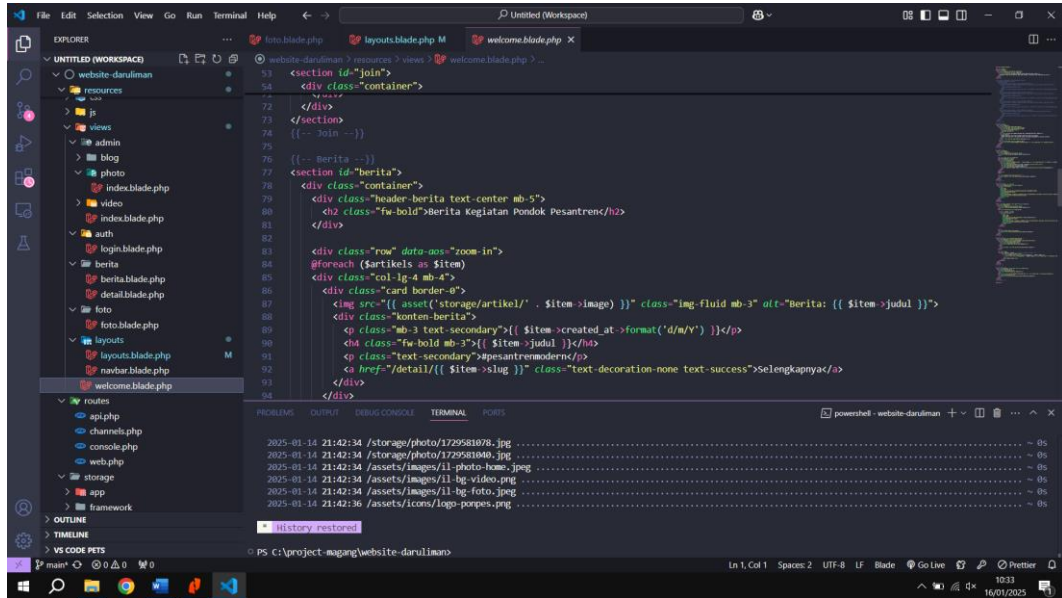 File Edit Selection View Go Run Terminal Help
Untitled (Workspace)
EXPLORER
UNTITLED (WORKSPACE)
website-daruliman
resources
css
js
views
admin
blog
photo
index.blade.php
video
index.blade.php
auth
login.blade.php
berita
berita.blade.php
detail.blade.php
foto
foto.blade.php
layouts
layouts.blade.php M
navbar.blade.php
welcome.blade.php
routes
api.php
channels.php
console.php
web.php
storage
app
framework
OUTLINE
TIMELINE
VS CODE PETS
foto.blade.php layouts.blade.php M welcome.blade.php
website-daruliman > resources > views > welcome.blade.php > ...
53 <section id="join">
54 <div class="container">
71 </div>
72 </div>
73 </section>
74 {{-- Join --}}
75
76 {{-- Berita --}}
77 <section id="berita">
78 <div class="container">
79 <div class="header-berita text-center mb-5">
80 <h2 class="fw-bold">Berita Kegiatan Pondok Pesantren</h2>
81 </div>
82
83 <div class="row" data-aos="zoom-in">
84 @foreach ($artikels as $item)
85 <div class="col-lg-4 mb-4">
86 <div class="card border-0">
87 <img src="{{ asset('storage/artikel/' . $item->image) }}" class="img-fluid mb-3" alt="Berita: {{ $item->judul }}">
88 <div class="konten-berita">
89 <p class="mb-3 text-secondary">{{ $item->created_at->format('d/m/Y') }}</p>
90 <h4 class="fw-bold mb-3">{{ $item->judul }}</h4>
91 <p class="text-secondary">#pesantrenmodern</p>
92 <a href="/detail/{{ $item->slug }}" class="text-decoration-none text-success">Selengkapnya</a>
93 </div>
94 </div>
PROBLEMS OUTPUT DEBUG CONSOLE TERMINAL PORTS
powershell - website-daruliman
2025-01-14 21:42:34 /storage/photo/1729581078.jpg ~ 0s
2025-01-14 21:42:34 /storage/photo/1729581040.jpg ~ 0s
2025-01-14 21:42:34 /assets/images/il-photo-home.jpeg ~ 0s
2025-01-14 21:42:34 /assets/images/il-bg-video.png ~ 0s
2025-01-14 21:42:34 /assets/images/il-bg-foto.jpeg ~ 0s
2025-01-14 21:42:36 /assets/icons/logo-ponpes.png ~ 0s
* History restored
PS C:\project-magang\website-daruliman>
main* 0 0 0
Ln 1, Col 1 Spaces: 2 UTF-8 LF Blade Go Live Prettier
10:33
16/01/2025